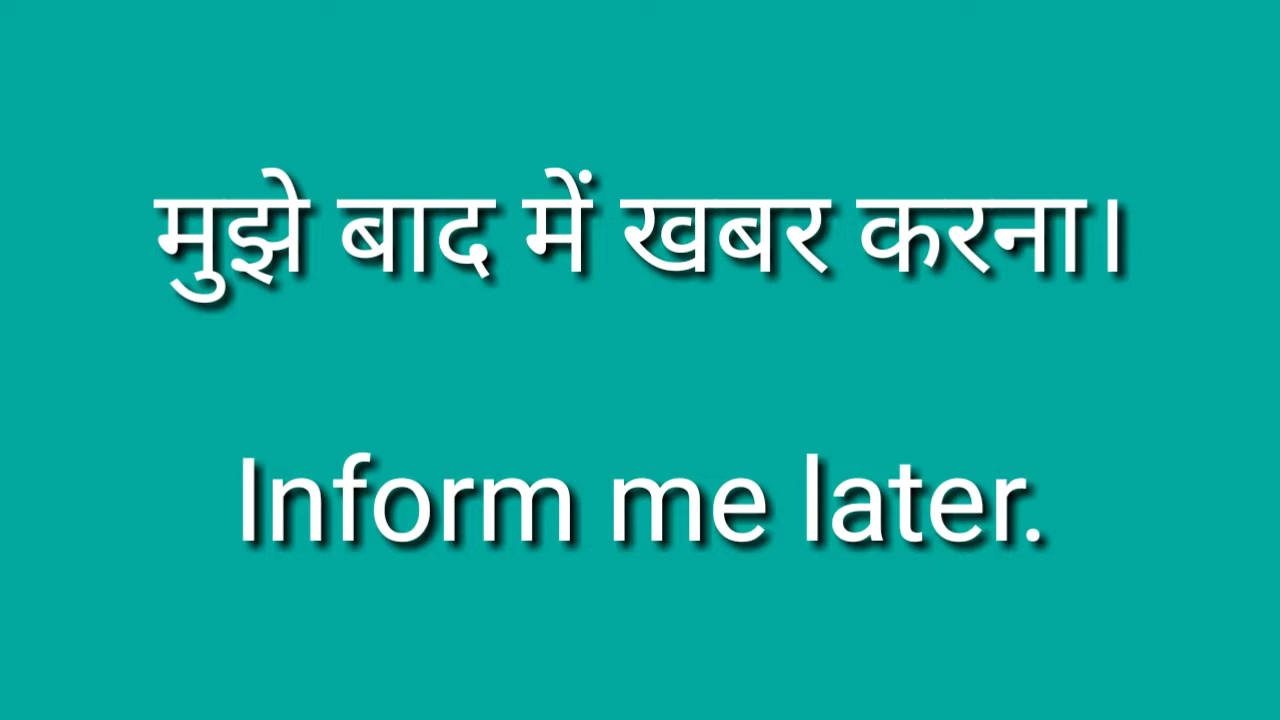 मुझे बाद में खबर करना।
Inform me later.